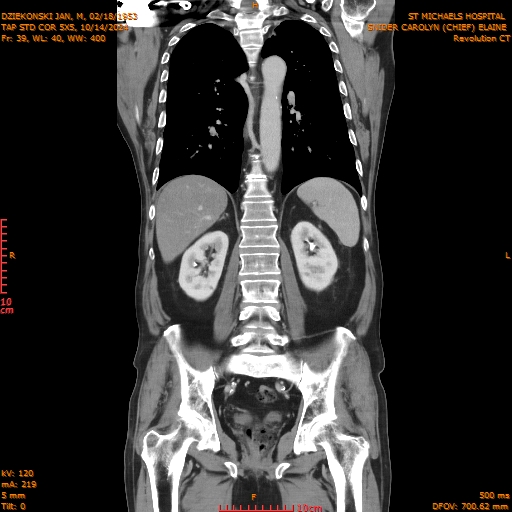 DZIEKONSKI JAN, M, 02/18/1953
TAP STD COR 5X5, 10/14/2024
Fr: 39, WL: 40, WW: 400
H
ST MICHAELS HOSPITAL
SNIDER CAROLYN (CHIEF) ELAINE
Revolution CT
R
L
10
cm
kV: 120
mA: 219
5 mm
Tilt: 0
F
10cm
500 ms
DFOV: 700.62 mm